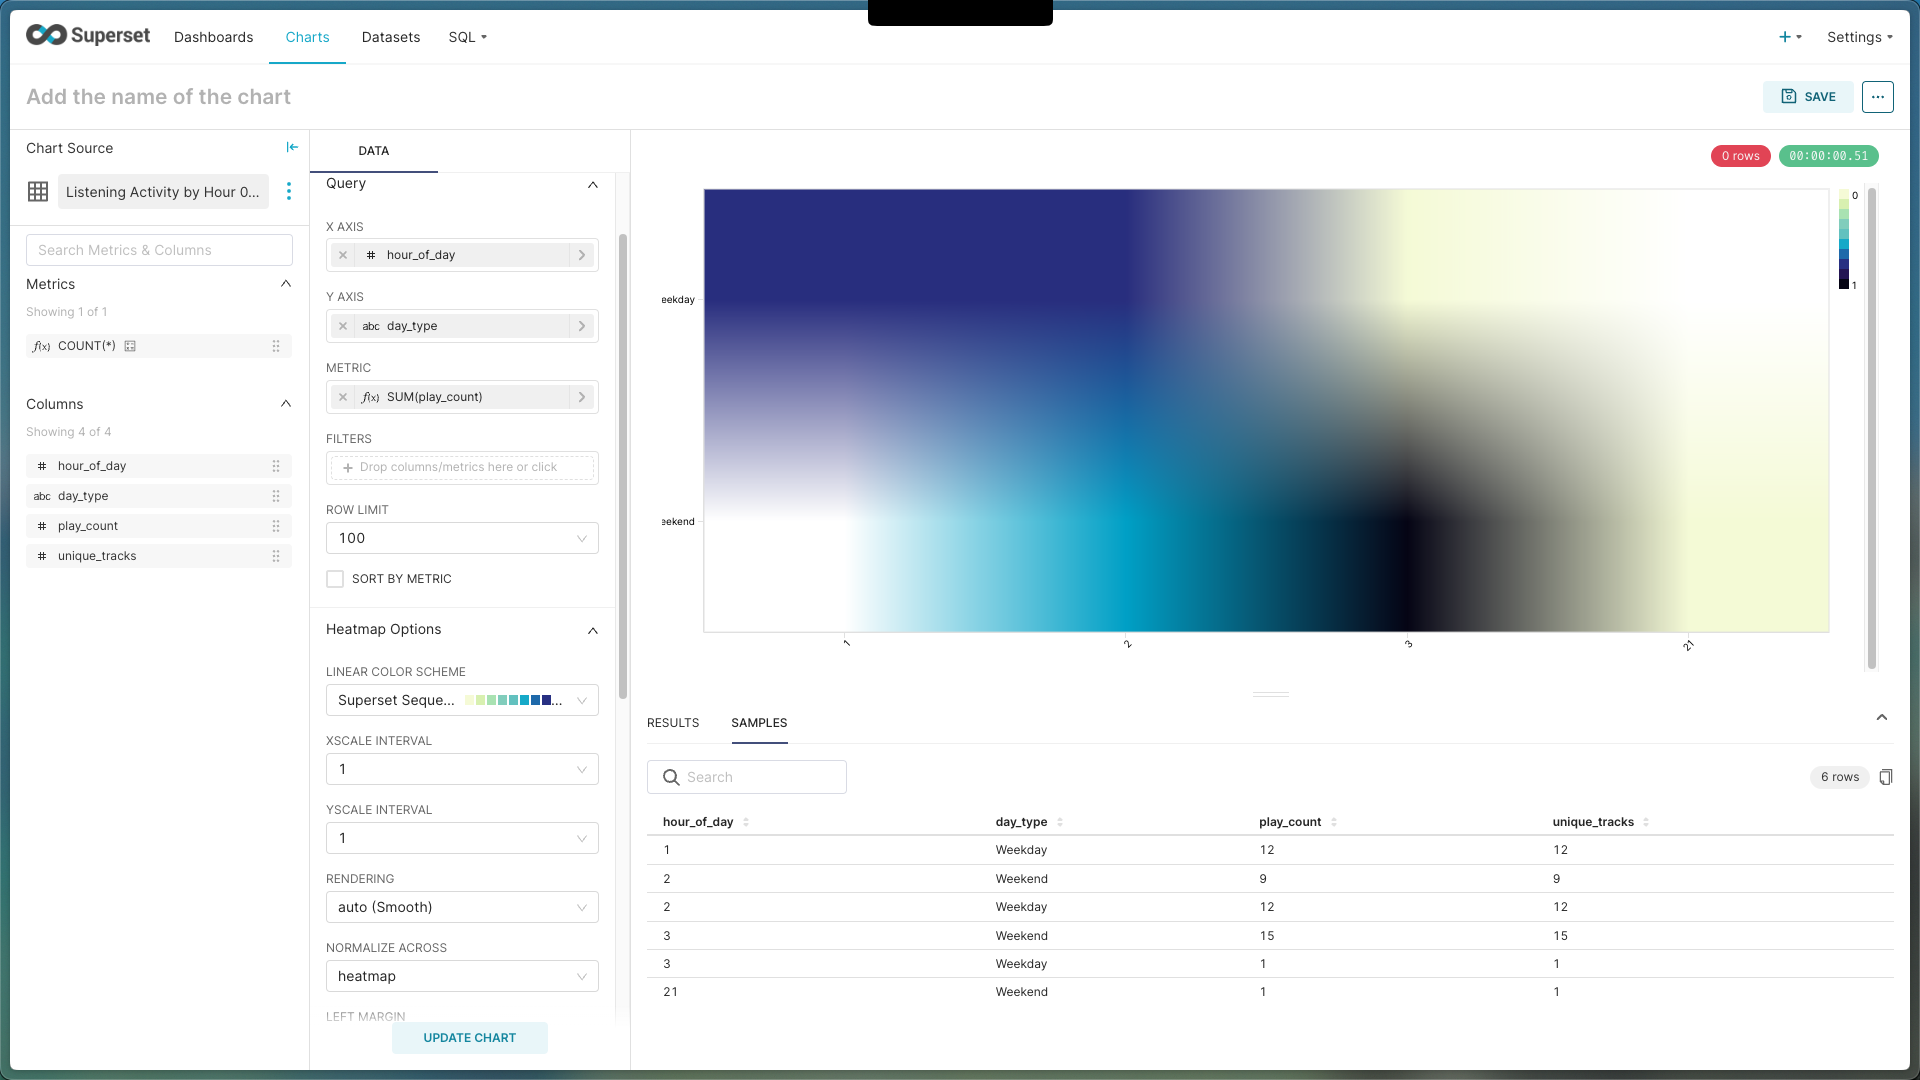 Superset
Dashboards
Charts
Datasets
SQL
+
Settings
Add the name of the chart
SAVE
...
Chart Source
Listening Activity by Hour 0...
Search Metrics & Columns
Metrics
Showing 1 of 1
f(x) COUNT(*)
Columns
Showing 4 of 4
# hour_of_day
abc day_type
# play_count
# unique_tracks
DATA
Query
X AXIS
# hour_of_day
Y AXIS
abc day_type
METRIC
f(x) SUM(play_count)
FILTERS
+ Drop columns/metrics here or click
ROW LIMIT
100
SORT BY METRIC
Heatmap Options
LINEAR COLOR SCHEME
Superset Seque... ...
XSCALE INTERVAL
1
YSCALE INTERVAL
1
RENDERING
auto (Smooth)
NORMALIZE ACROSS
heatmap
LEFT MARGIN
UPDATE CHART
0 rows
00:00:00.51
0
1
eekday
eekend
1 2 3 21
RESULTS
SAMPLES
Search
6 rows
hour_of_day day_type play_count unique_tracks
1 Weekday 12 12
2 Weekend 9 9
2 Weekday 12 12
3 Weekend 15 15
3 Weekday 1 1
21 Weekend 1 1